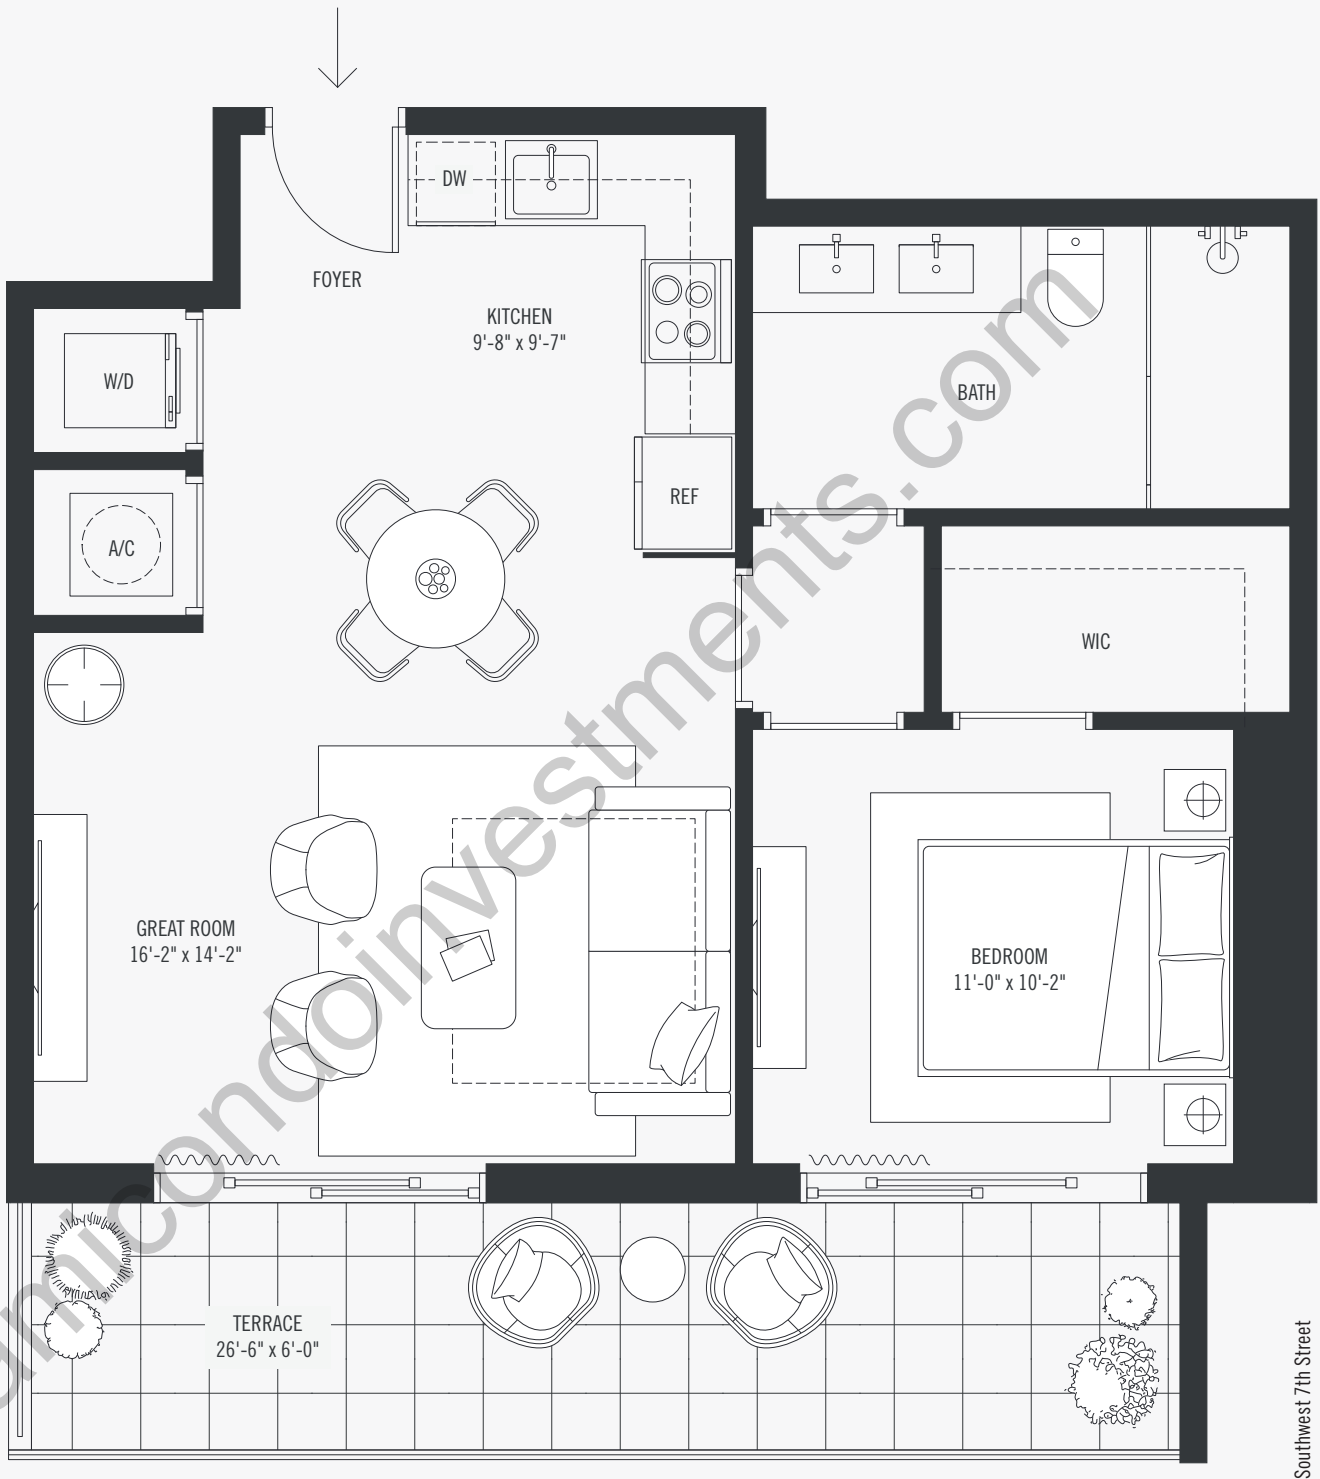 DW
FOYER
KITCHEN
9'-8" x 9'-7"
W/D
BATH
REF
A/C
WIC
GREAT ROOM
16'-2" x 14'-2"
BEDROOM
11'-0" x 10'-2"
TERRACE
26'-6" x 6'-0"
Southwest 7th Street
amicondoinvestments.com